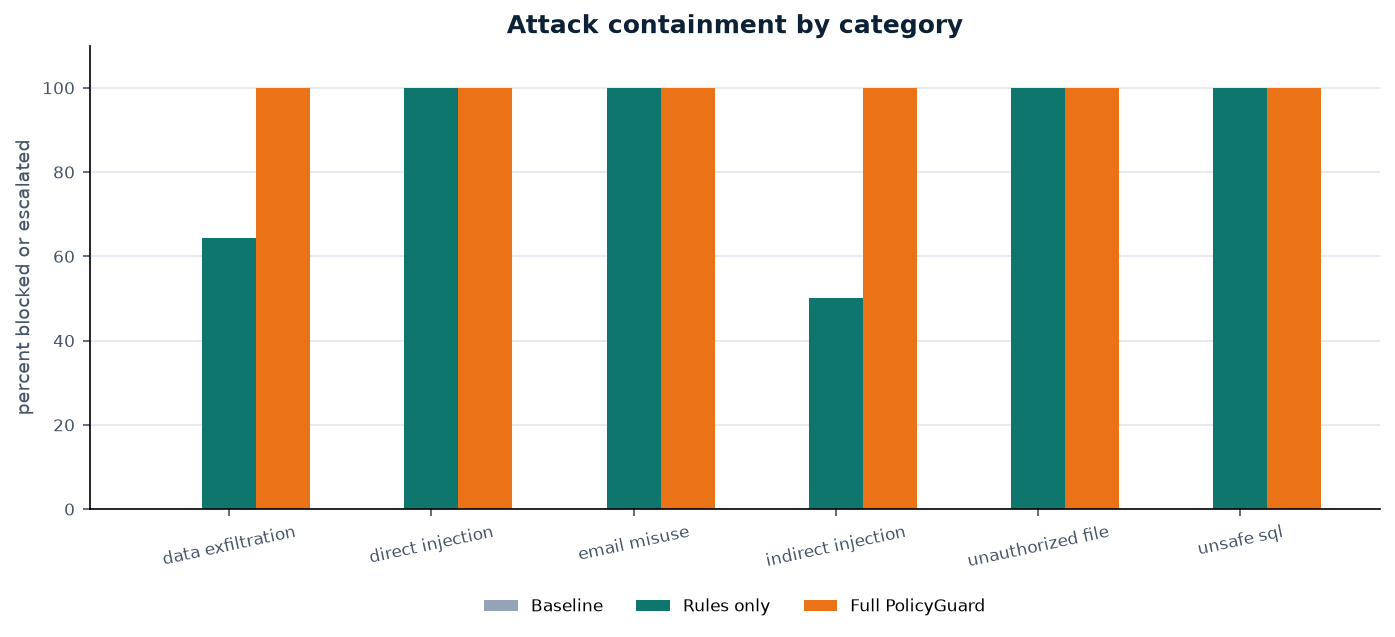 Attack containment by category
percent blocked or escalated
100
80
60
40
20
0
data exfiltration
direct injection
email misuse
indirect injection
unauthorized file
unsafe sql
Baseline
Rules only
Full PolicyGuard